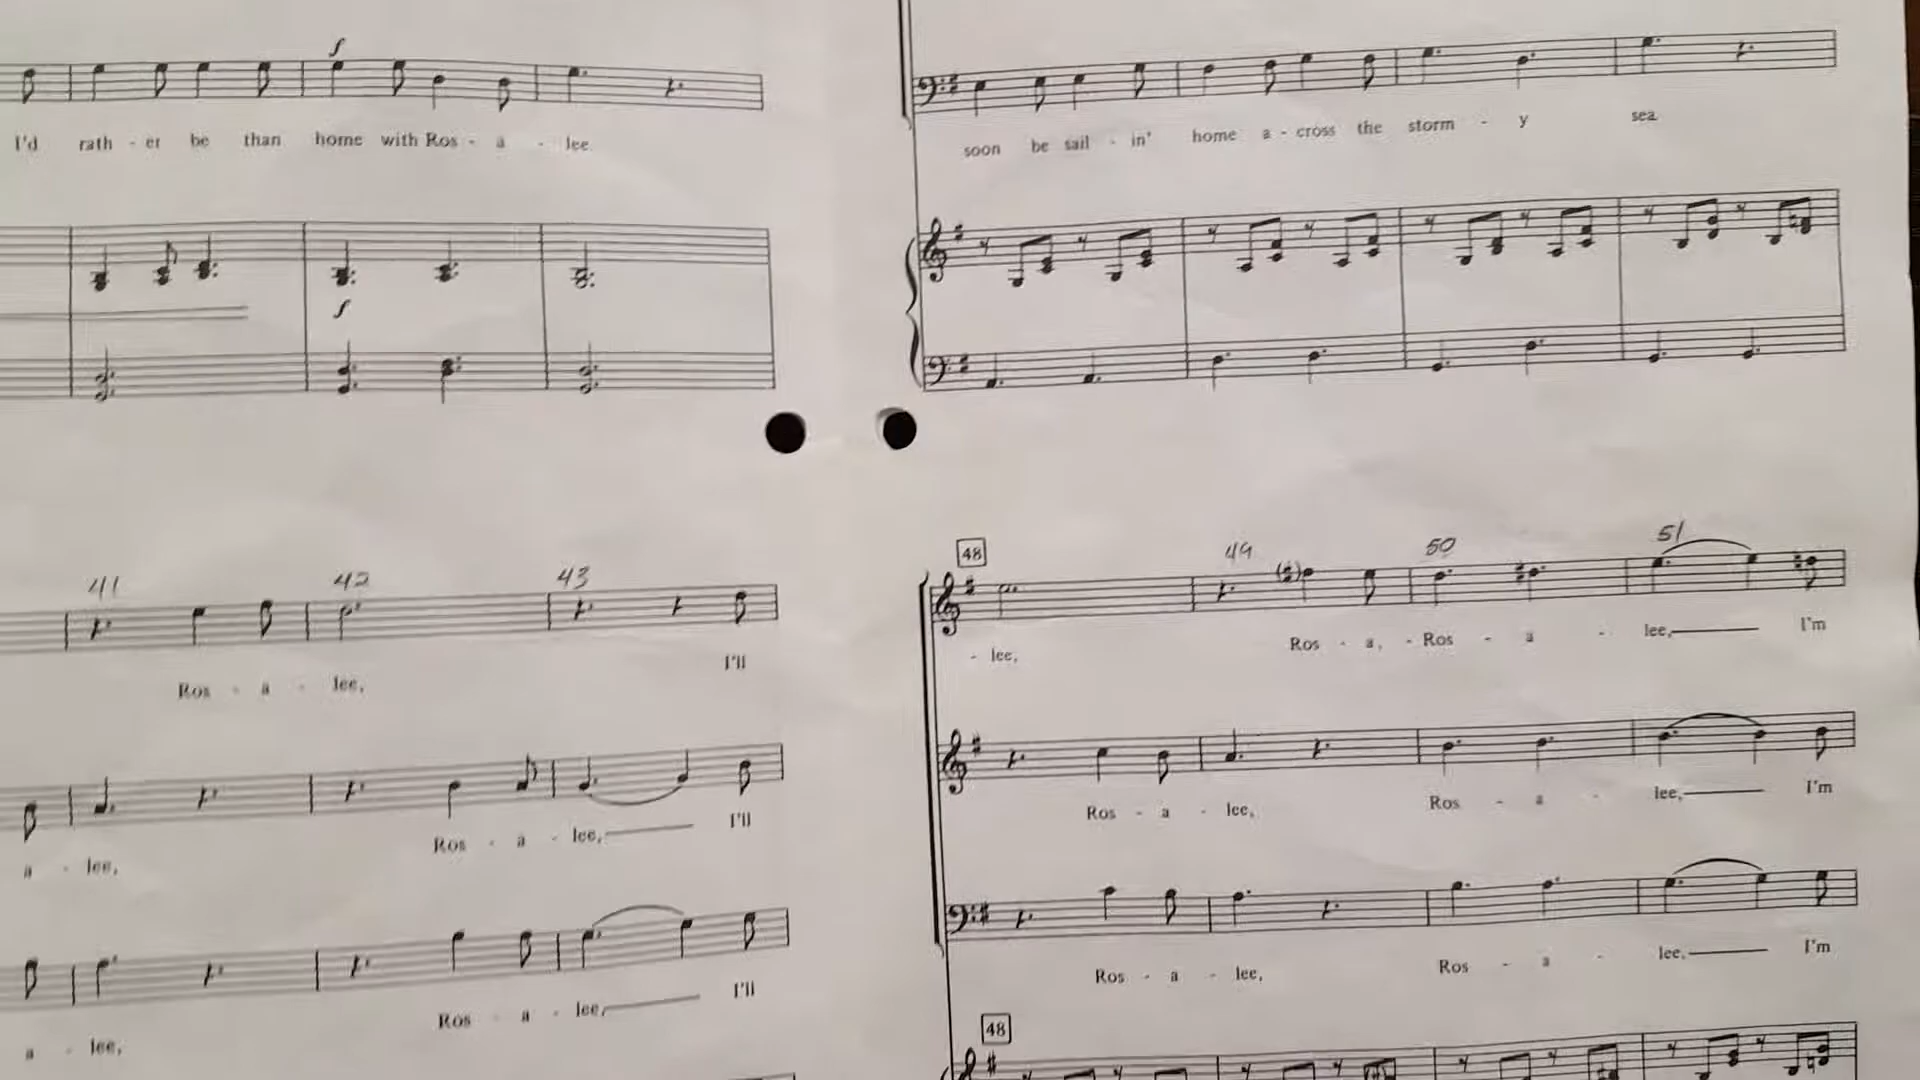 f
I'd rath - er be than home with Ros - a - lee.
f
41 42 43
Ros - a - lee, I'll
a - lee, Ros - a - lee, I'll
a - lee, Ros - a - lee, I'll
soon be sail - in' home a - cross the storm - y sea.
48 49 50 51
- lee, Ros - a, - Ros - a - lee, I'm
Ros - a - lee, Ros - a - lee, I'm
Ros - a - lee, Ros - a - lee, I'm
48